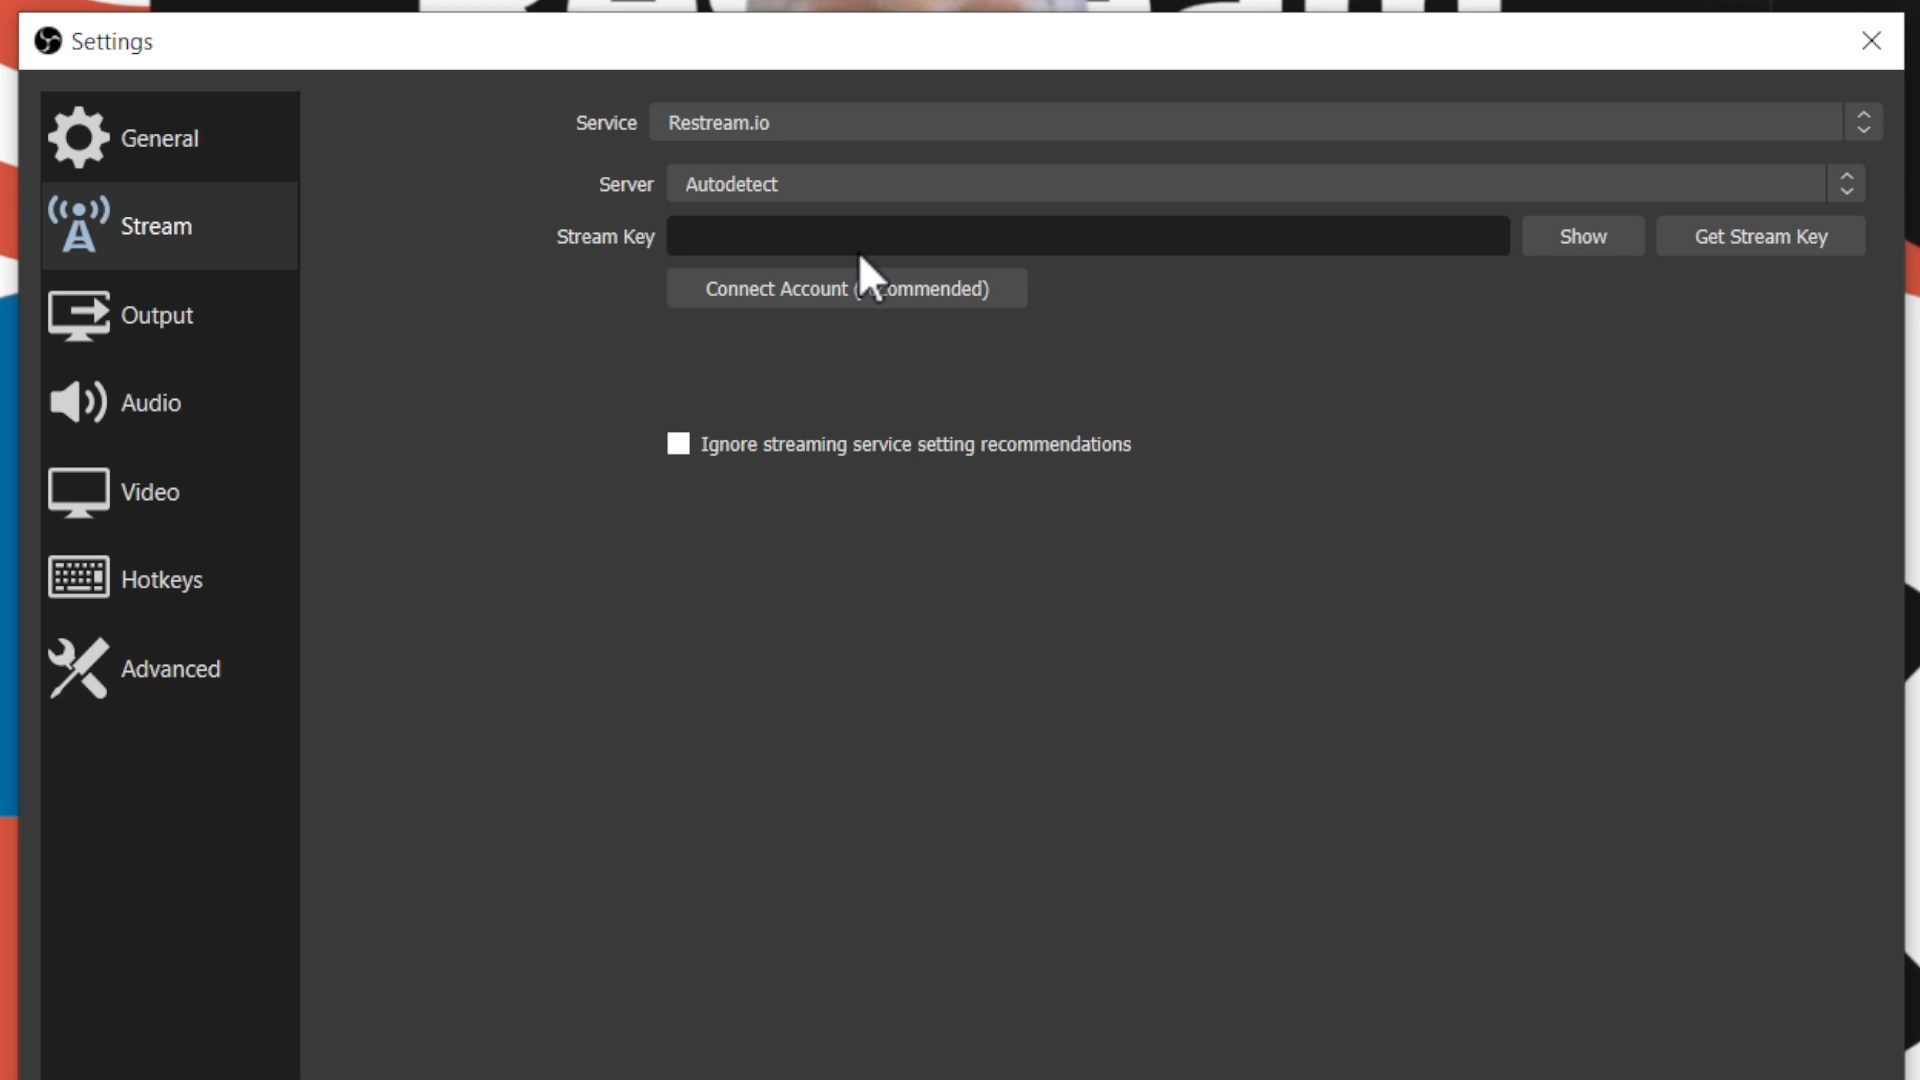 Settings
General
Service Restream.io
Server Autodetect
Stream
Stream Key Show Get Stream Key
Connect Account ommended)
Output
Audio
Ignore streaming service setting recommendations
Video
Hotkeys
Advanced